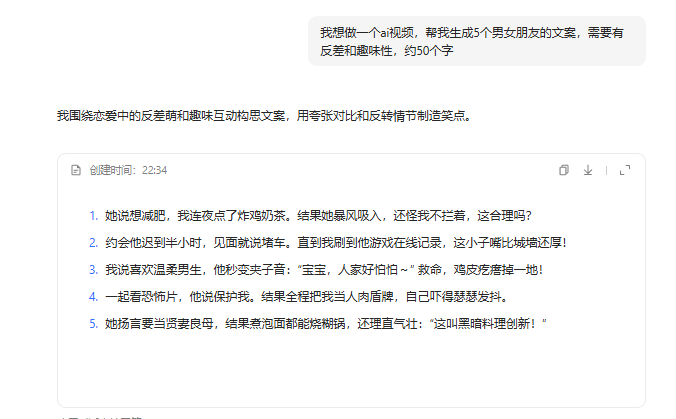 我想做一个ai视频，帮我生成5个男女朋友的文案，需要有
反差和趣味性，约50个字
我围绕恋爱中的反差萌和趣味互动构思文案，用夸张对比和反转情节制造笑点。
创建时间：22:34
1. 她说想减肥，我连夜点了炸鸡奶茶。结果她暴风吸入，还怪我不拦着，这合理吗？
2. 约会他迟到半小时，见面就说堵车。直到我刷到他游戏在线记录，这小子嘴比城墙还厚！
3. 我说喜欢温柔男生，他秒变夹子音：“宝宝，人家好怕怕～” 救命，鸡皮疙瘩掉一地！
4. 一起看恐怖片，他说保护我。结果全程把我当人肉盾牌，自己吓得瑟瑟发抖。
5. 她扬言要当贤妻良母，结果煮泡面都能烧糊锅，还理直气壮：“这叫黑暗料理创新！”